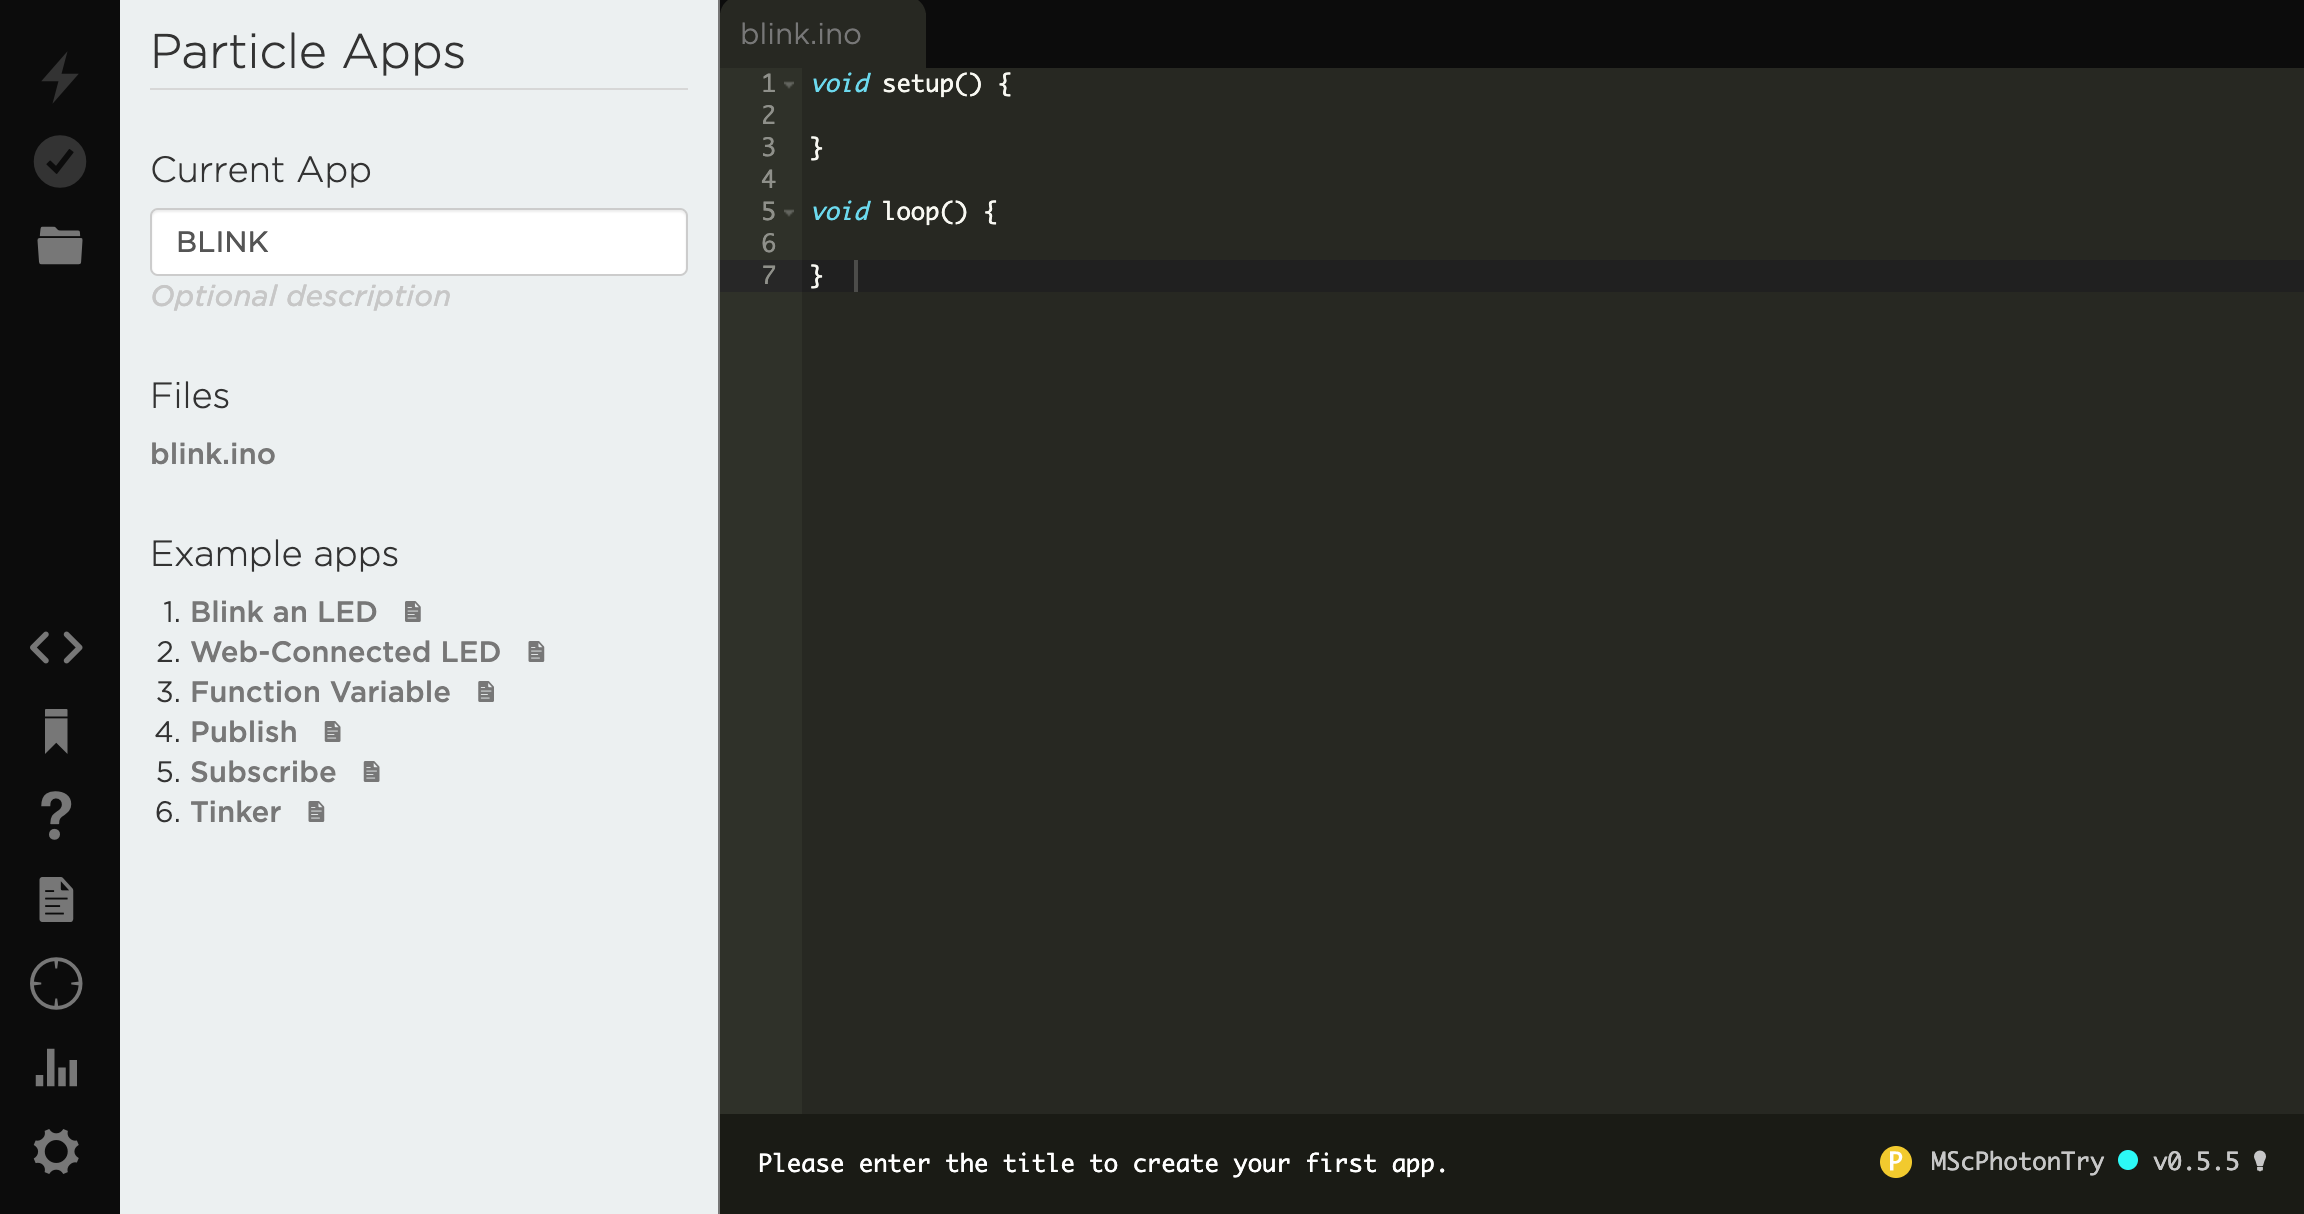 Particle Apps
Current App
BLINK
Optional description
Files
blink.ino
Example apps
1. Blink an LED
2. Web-Connected LED
3. Function Variable
4. Publish
5. Subscribe
6. Tinker
blink.ino
1 void setup() {
2
3 }
4
5 void loop() {
6
7 }
Please enter the title to create your first app.
P MScPhotonTry v0.5.5